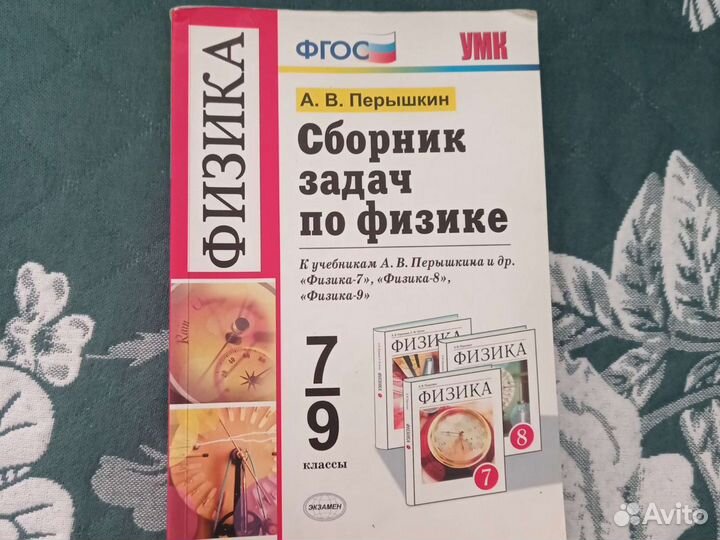 ФИЗИКА
ФГОС
УМК
А. В. Перышкин
Сборник
задач
по физике
К учебникам А. В. Перышкина и др.
«Физика-7», «Физика-8»,
«Физика-9»
7
9
классы
ФИЗИКА
ФИЗИКА
8
ФИЗИКА
7
ЭКЗАМЕН
Avito